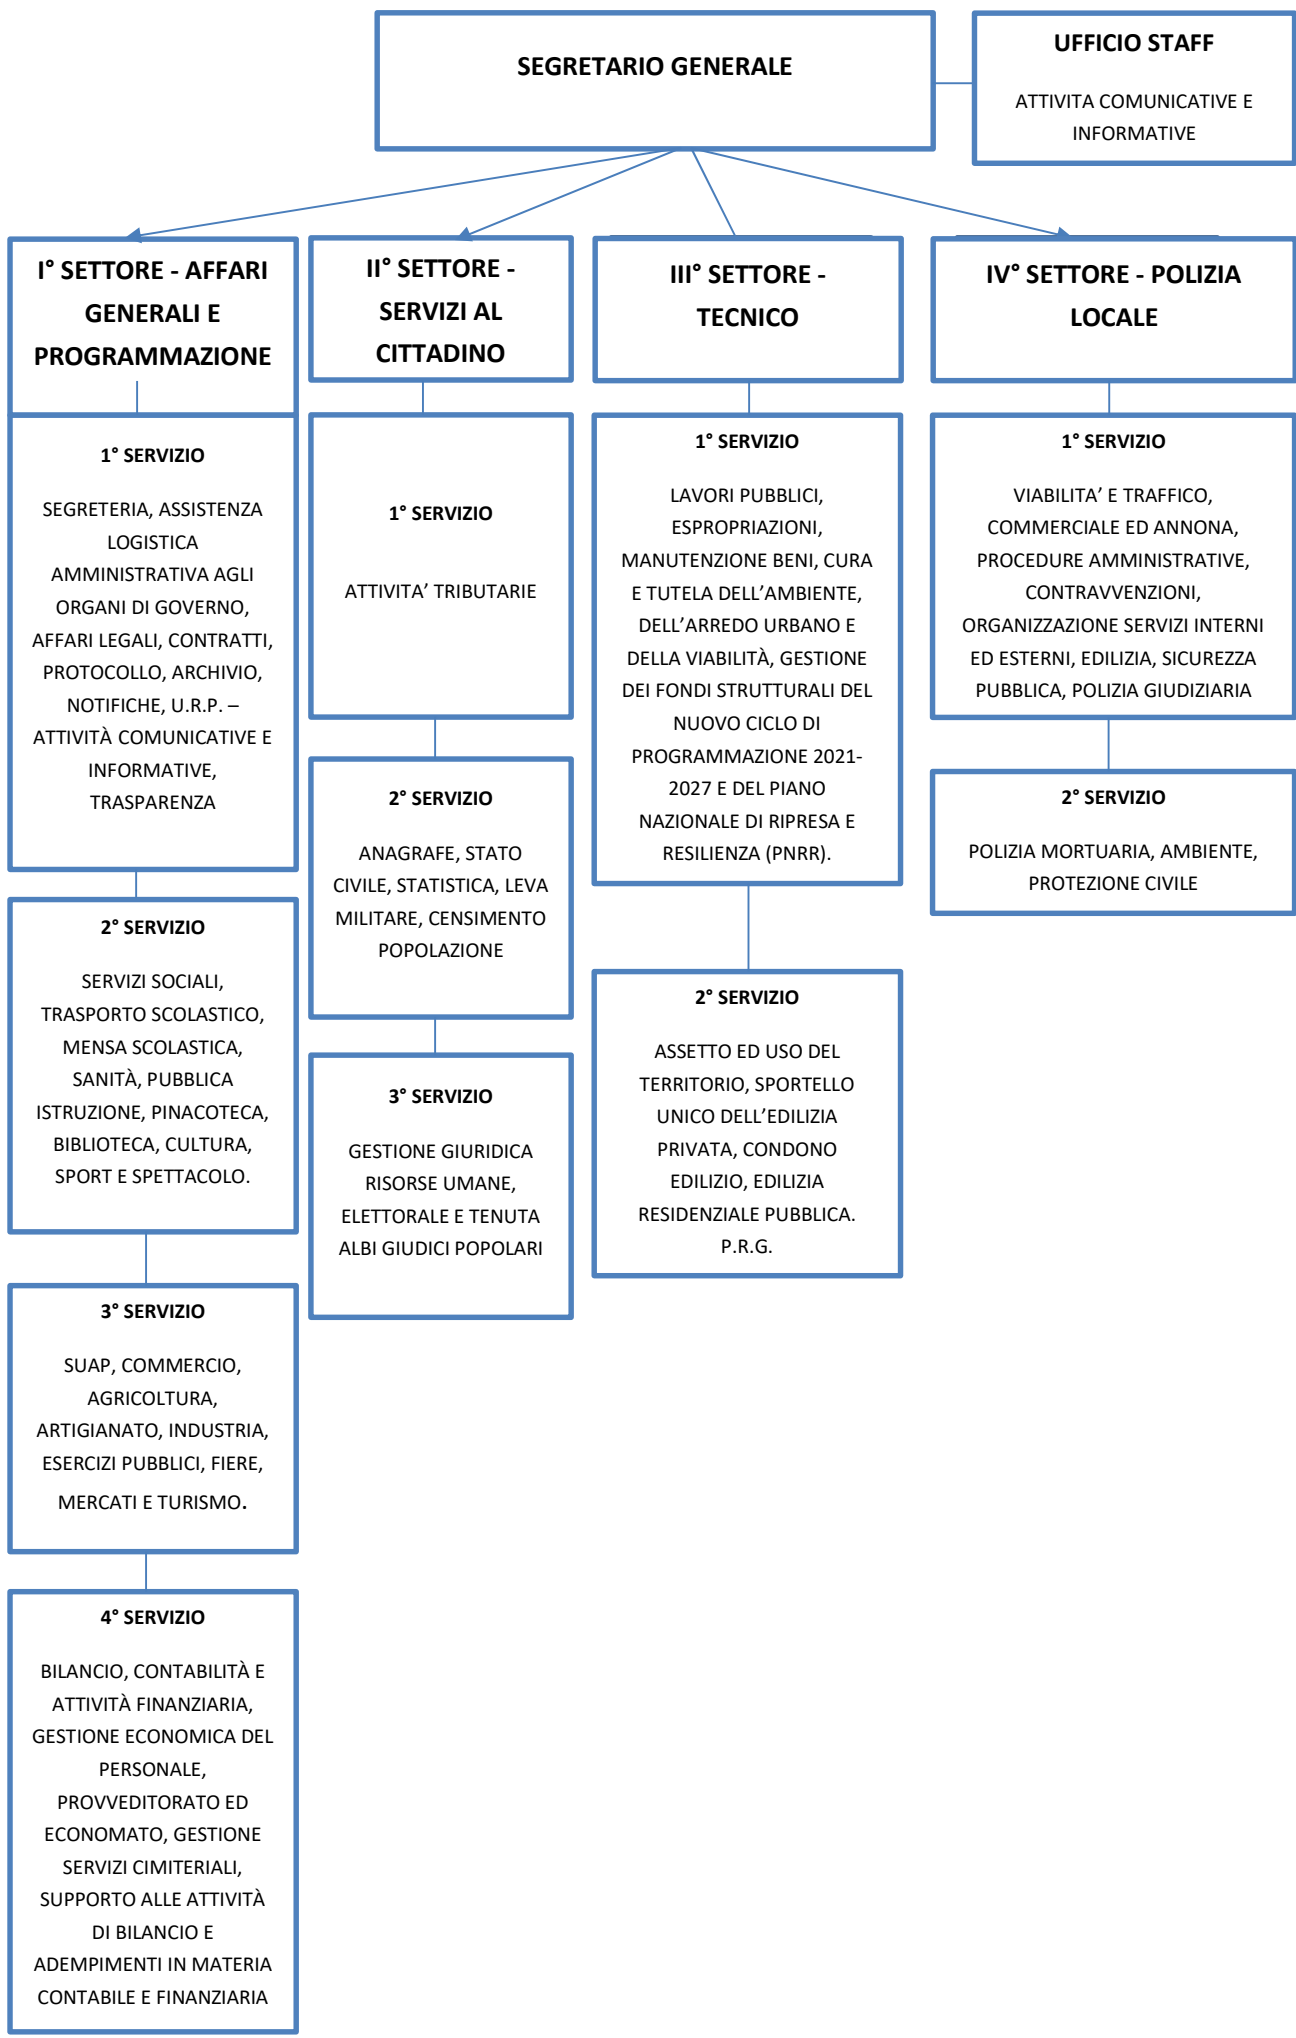 SEGRETARIO GENERALE
UFFICIO STAFF
ATTIVITA COMUNICATIVE E
INFORMATIVE
I° SETTORE - AFFARI
GENERALI E
PROGRAMMAZIONE
1° SERVIZIO
SEGRETERIA, ASSISTENZA
LOGISTICA
AMMINISTRATIVA AGLI
ORGANI DI GOVERNO,
AFFARI LEGALI, CONTRATTI,
PROTOCOLLO, ARCHIVIO,
NOTIFICHE, U.R.P. –
ATTIVITÀ COMUNICATIVE E
INFORMATIVE,
TRASPARENZA
2° SERVIZIO
SERVIZI SOCIALI,
TRASPORTO SCOLASTICO,
MENSA SCOLASTICA,
SANITÀ, PUBBLICA
ISTRUZIONE, PINACOTECA,
BIBLIOTECA, CULTURA,
SPORT E SPETTACOLO.
3° SERVIZIO
SUAP, COMMERCIO,
AGRICOLTURA,
ARTIGIANATO, INDUSTRIA,
ESERCIZI PUBBLICI, FIERE,
MERCATI E TURISMO.
4° SERVIZIO
BILANCIO, CONTABILITÀ E
ATTIVITÀ FINANZIARIA,
GESTIONE ECONOMICA DEL
PERSONALE,
PROVVEDITORATO ED
ECONOMATO, GESTIONE
SERVIZI CIMITERIALI,
SUPPORTO ALLE ATTIVITÀ
DI BILANCIO E
ADEMPIMENTI IN MATERIA
CONTABILE E FINANZIARIA
II° SETTORE -
SERVIZI AL
CITTADINO
1° SERVIZIO
ATTIVITA’ TRIBUTARIE
2° SERVIZIO
ANAGRAFE, STATO
CIVILE, STATISTICA, LEVA
MILITARE, CENSIMENTO
POPOLAZIONE
3° SERVIZIO
GESTIONE GIURIDICA
RISORSE UMANE,
ELETTORALE E TENUTA
ALBI GIUDICI POPOLARI
III° SETTORE -
TECNICO
1° SERVIZIO
LAVORI PUBBLICI,
ESPROPRIAZIONI,
MANUTENZIONE BENI, CURA
E TUTELA DELL’AMBIENTE,
DELL’ARREDO URBANO E
DELLA VIABILITÀ, GESTIONE
DEI FONDI STRUTTURALI DEL
NUOVO CICLO DI
PROGRAMMAZIONE 2021-
2027 E DEL PIANO
NAZIONALE DI RIPRESA E
RESILIENZA (PNRR).
2° SERVIZIO
ASSETTO ED USO DEL
TERRITORIO, SPORTELLO
UNICO DELL’EDILIZIA
PRIVATA, CONDONO
EDILIZIO, EDILIZIA
RESIDENZIALE PUBBLICA.
P.R.G.
IV° SETTORE - POLIZIA
LOCALE
1° SERVIZIO
VIABILITA’ E TRAFFICO,
COMMERCIALE ED ANNONA,
PROCEDURE AMMINISTRATIVE,
CONTRAVVENZIONI,
ORGANIZZAZIONE SERVIZI INTERNI
ED ESTERNI, EDILIZIA, SICUREZZA
PUBBLICA, POLIZIA GIUDIZIARIA
2° SERVIZIO
POLIZIA MORTUARIA, AMBIENTE,
PROTEZIONE CIVILE